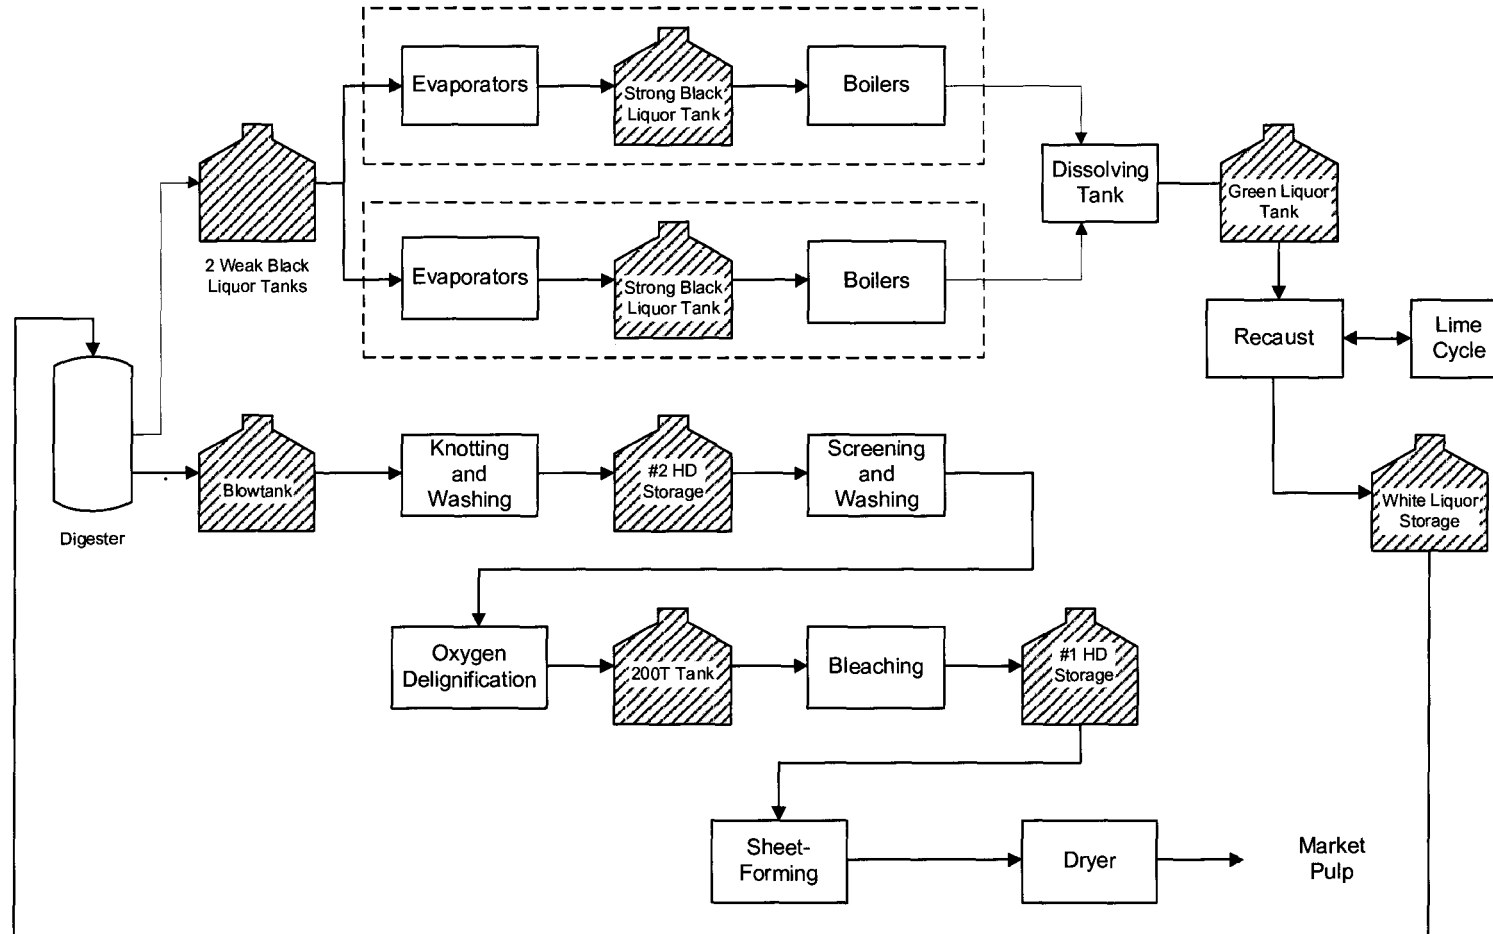 Evaporators
Strong Black
Liquor Tank
Boilers
2 Weak Black
Liquor Tanks
Dissolving
Tank
Green Liquor
Tank
Evaporators
Strong Black
Liquor Tank
Boilers
Recaust
Lime
Cycle
Digester
Blowtank
Knotting
and
Washing
#2 HD
Storage
Screening
and
Washing
White Liquor
Storage
Oxygen
Delignification
200T Tank
Bleaching
#1 HD
Storage
Sheet-
Forming
Dryer
Market
Pulp